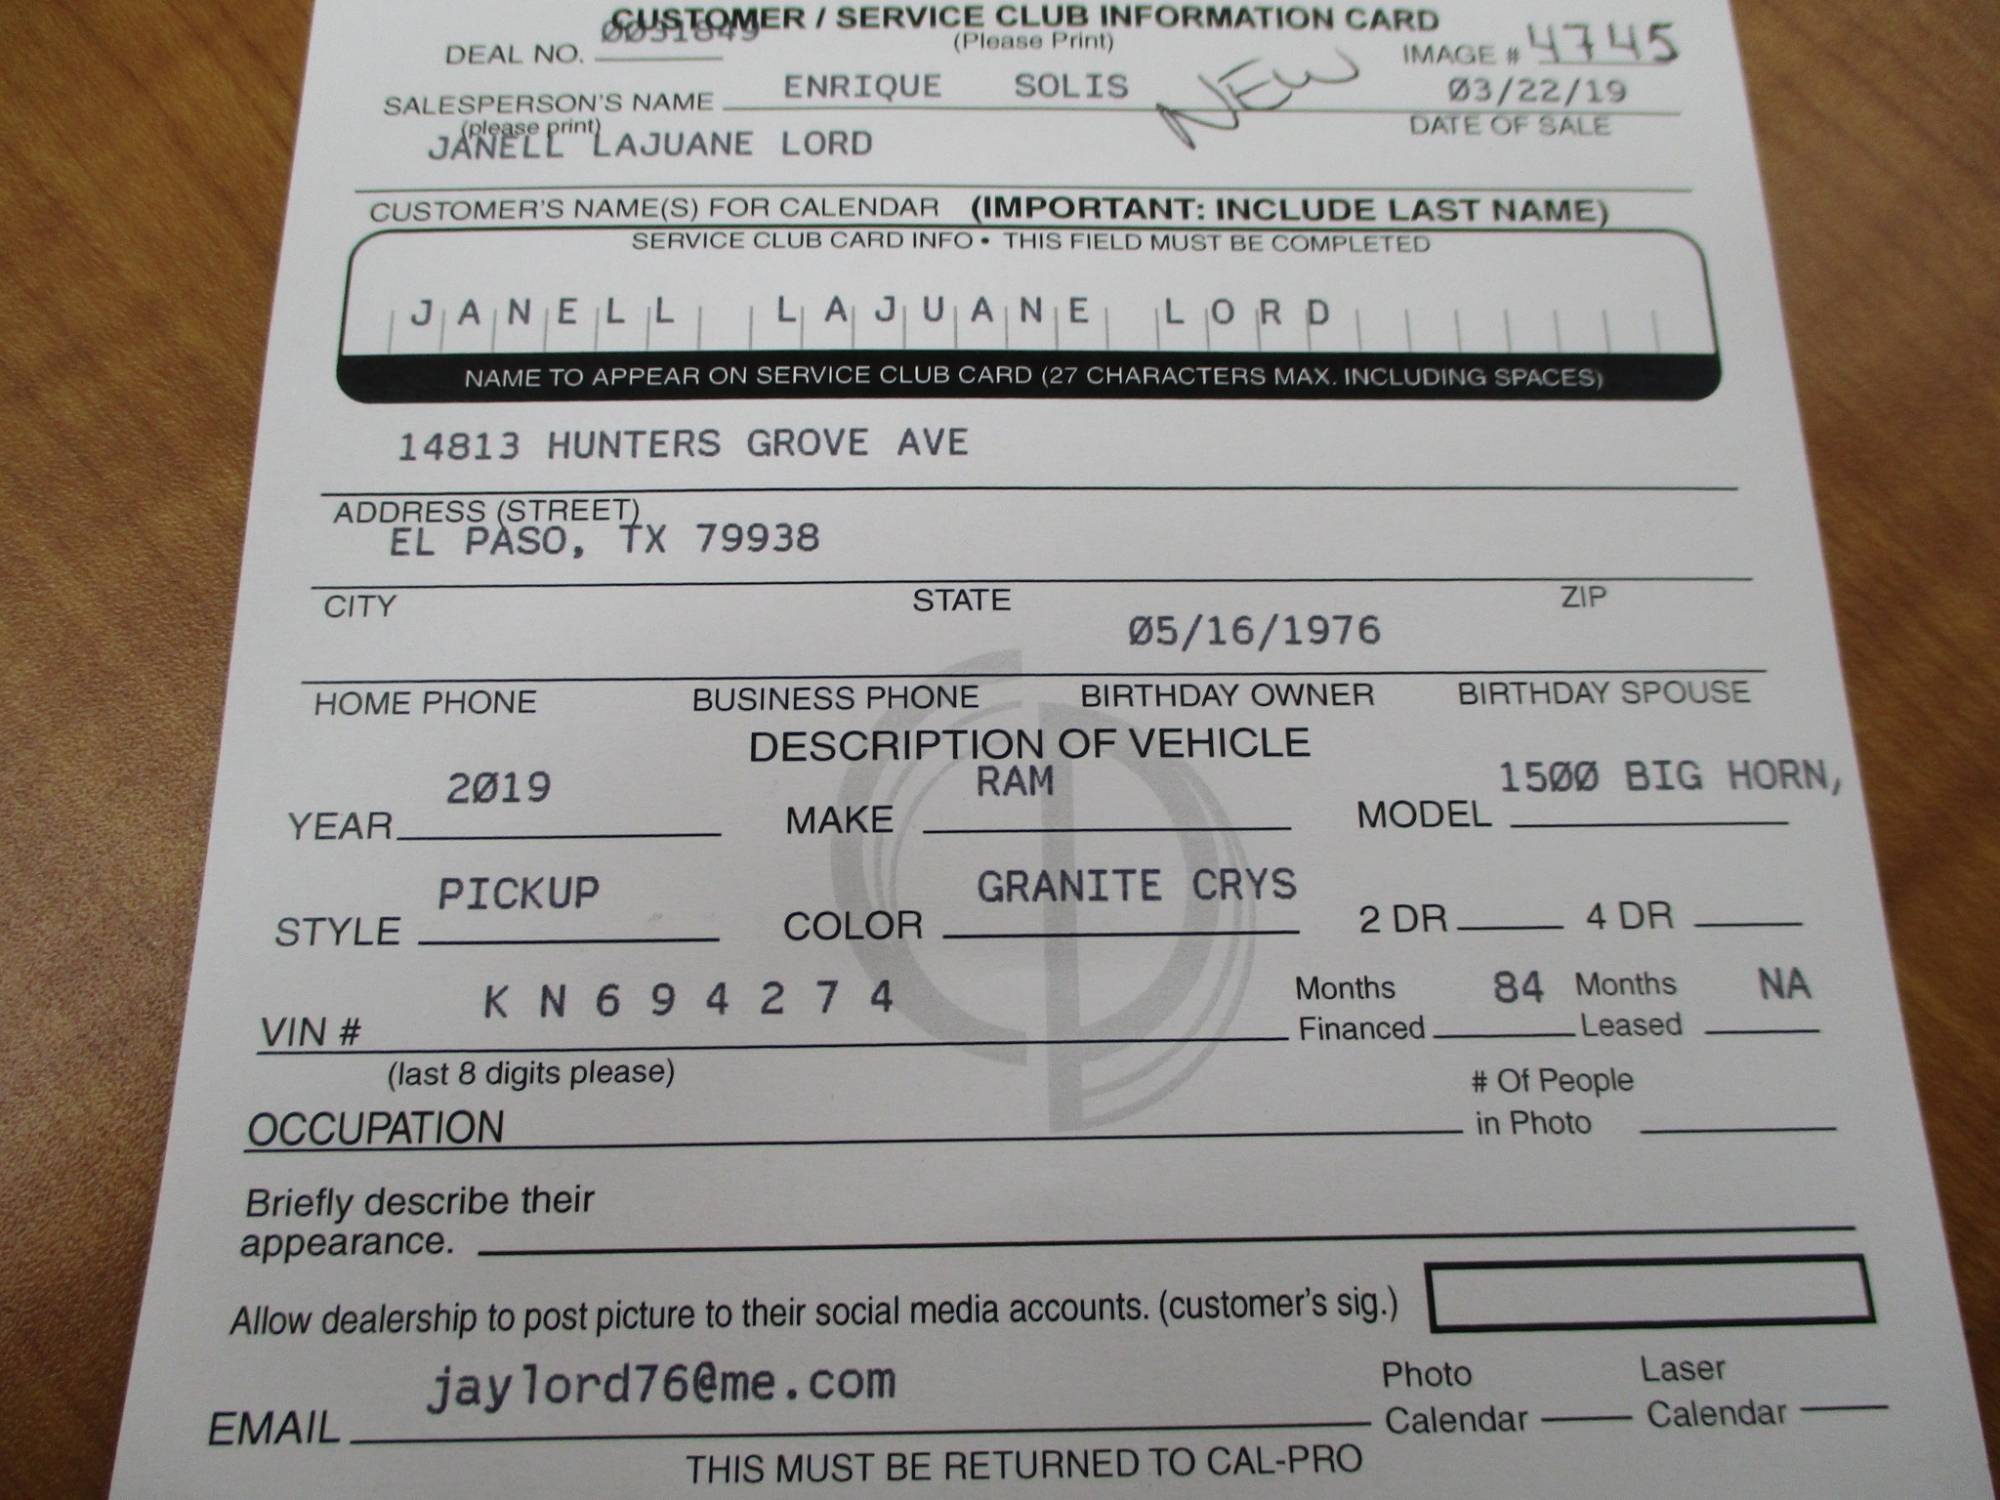 CUSTOMER / SERVICE CLUB INFORMATION CARD
(Please Print)
DEAL NO. 0031849
IMAGE # 4745
SALESPERSON'S NAME ENRIQUE SOLIS
(please print)
NEW
03/22/19
DATE OF SALE
JANELL LAJUANE LORD
CUSTOMER'S NAME(S) FOR CALENDAR (IMPORTANT: INCLUDE LAST NAME)
SERVICE CLUB CARD INFO • THIS FIELD MUST BE COMPLETED
JANELL LAJUANE LORD
NAME TO APPEAR ON SERVICE CLUB CARD (27 CHARACTERS MAX. INCLUDING SPACES)
14813 HUNTERS GROVE AVE
ADDRESS (STREET)
EL PASO, TX 79938
CITY STATE ZIP
05/16/1976
HOME PHONE BUSINESS PHONE BIRTHDAY OWNER BIRTHDAY SPOUSE
DESCRIPTION OF VEHICLE
YEAR 2019 MAKE RAM MODEL 1500 BIG HORN,
STYLE PICKUP COLOR GRANITE CRYS 2 DR 4 DR
VIN # K N 6 9 4 2 7 4 Months Financed 84 Months Leased NA
(last 8 digits please)
OCCUPATION # Of People in Photo
Briefly describe their
appearance.
Allow dealership to post picture to their social media accounts. (customer's sig.)
EMAIL jaylord76@me.com Photo Calendar Laser Calendar
THIS MUST BE RETURNED TO CAL-PRO